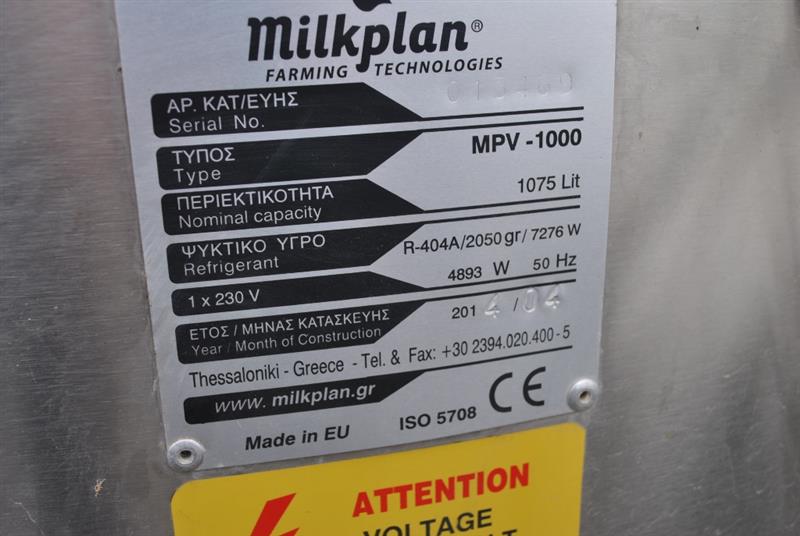 Milkplan®
FARMING TECHNOLOGIES
ΑΡ. ΚΑΤ/ΕΥΗΣ
Serial No.
ΤΥΠΟΣ
Type
MPV -1000
ΠΕΡΙΕΚΤΙΚΟΤΗΤΑ
Nominal capacity
1075 Lit
ΨΥΚΤΙΚΟ ΥΓΡΟ
Refrigerant
R-404A/2050 gr/ 7276 W
1 x 230 V
4893 W 50 Hz
ΕΤΟΣ / ΜΗΝΑΣ ΚΑΤΑΣΚΕΥΗΣ
Year / Month of Construction
2014 / 04
Thessaloniki - Greece - Tel. & Fax: +30 2394.020.400 - 5
www. milkplan.gr
Made in EU
ISO 5708
CE
ATTENTION
VOLTAGE